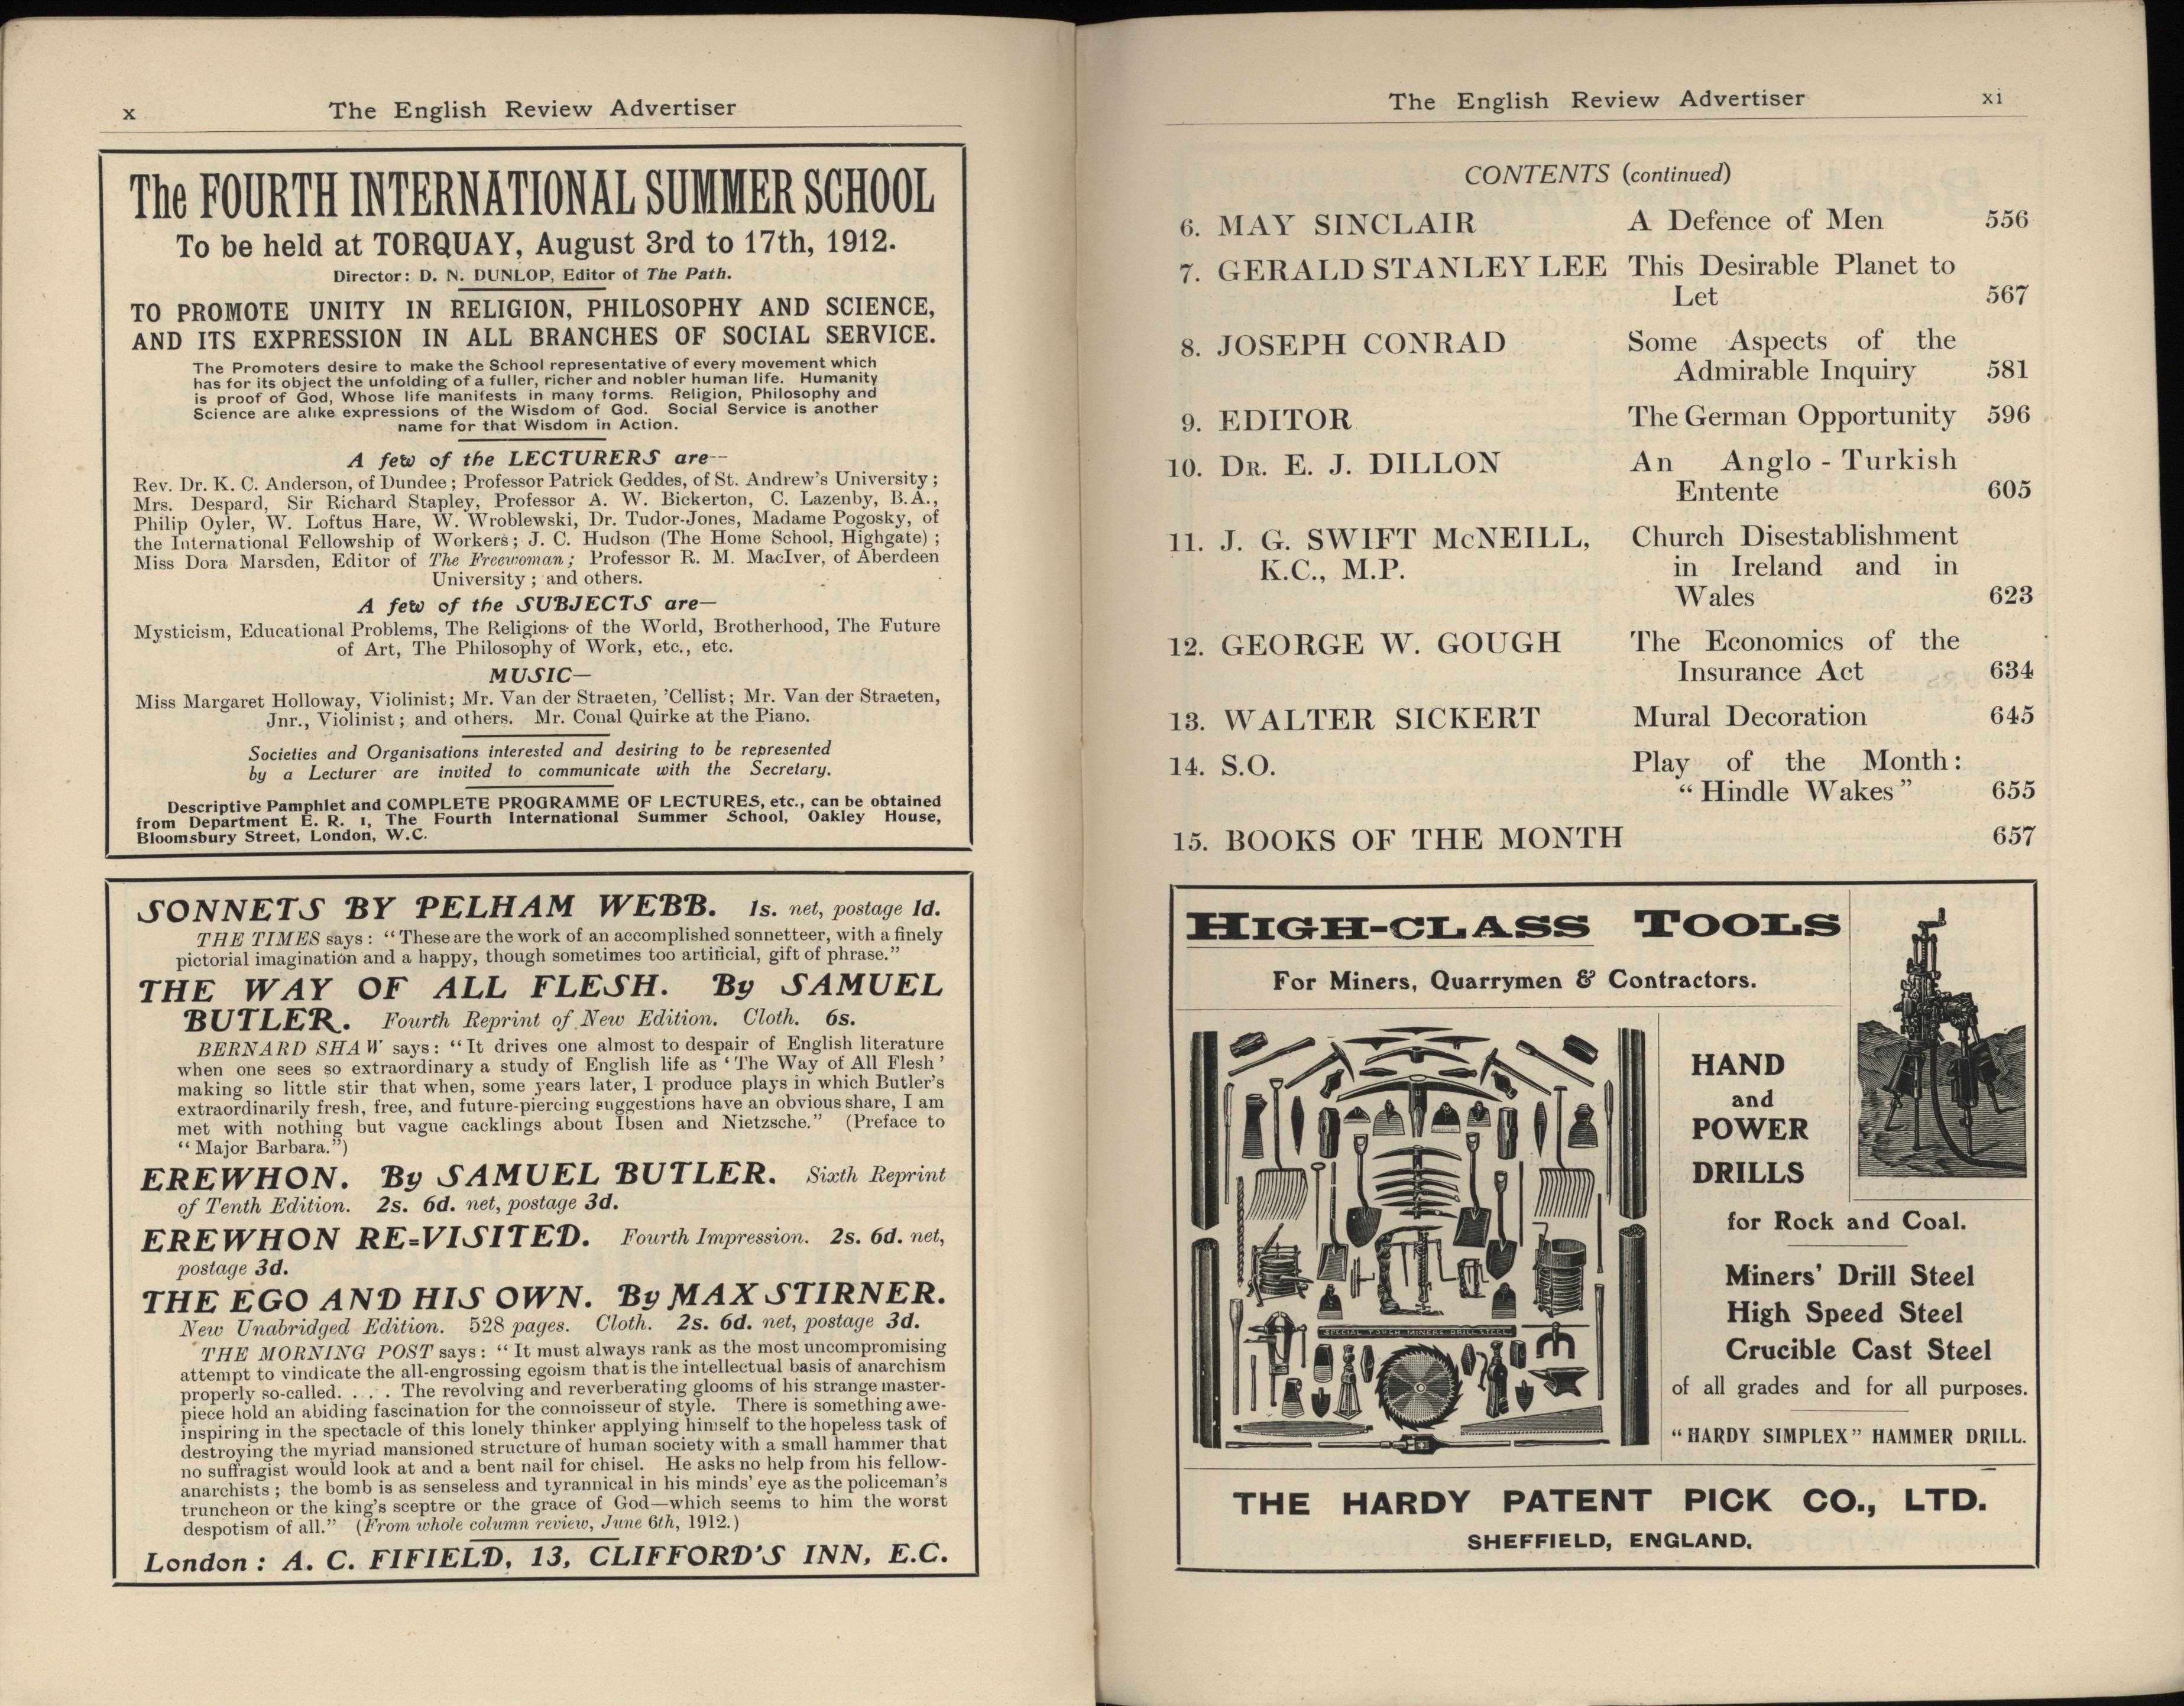 x
The English Review Advertiser
The FOURTH INTERNATIONAL SUMMER SCHOOL
To be held at TORQUAY, August 3rd to 17th, 1912.
Director: D. N. DUNLOP, Editor of The Path.
TO PROMOTE UNITY IN RELIGION, PHILOSOPHY AND SCIENCE,
AND ITS EXPRESSION IN ALL BRANCHES OF SOCIAL SERVICE.
The Promoters desire to make the School representative of every movement which
has for its object the unfolding of a fuller, richer and nobler human life. Humanity
is proof of God, Whose life manifests in many forms. Religion, Philosophy and
Science are alike expressions of the Wisdom of God. Social Service is another
name for that Wisdom in Action.
A few of the LECTURERS are—
Rev. Dr. K. C. Anderson, of Dundee; Professor Patrick Geddes, of St. Andrew's University;
Mrs. Despard, Sir Richard Stapley, Professor A. W. Bickerton, C. Lazenby, B.A.,
Philip Oyler, W. Loftus Hare, W. Wroblewski, Dr. Tudor-Jones, Madame Pogosky, of
the International Fellowship of Workers; J. C. Hudson (The Home School, Highgate);
Miss Dora Marsden, Editor of The Freewoman; Professor R. M. MacIver, of Aberdeen
University; and others.
A few of the SUBJECTS are—
Mysticism, Educational Problems, The Religions of the World, Brotherhood, The Future
of Art, The Philosophy of Work, etc., etc.
MUSIC—
Miss Margaret Holloway, Violinist; Mr. Van der Straeten, 'Cellist; Mr. Van der Straeten,
Jnr., Violinist; and others. Mr. Conal Quirke at the Piano.
Societies and Organisations interested and desiring to be represented
by a Lecturer are invited to communicate with the Secretary.
Descriptive Pamphlet and COMPLETE PROGRAMME OF LECTURES, etc., can be obtained
from Department E. R. 1, The Fourth International Summer School, Oakley House,
Bloomsbury Street, London, W.C.
SONNETS BY PELHAM WEBB. 1s. net, postage 1d.
THE TIMES says: "These are the work of an accomplished sonnetteer, with a finely
pictorial imagination and a happy, though sometimes too artificial, gift of phrase."
THE WAY OF ALL FLESH. By SAMUEL
BUTLER. Fourth Reprint of New Edition. Cloth. 6s.
BERNARD SHAW says: "It drives one almost to despair of English literature
when one sees so extraordinary a study of English life as 'The Way of All Flesh'
making so little stir that when, some years later, I produce plays in which Butler's
extraordinarily fresh, free, and future-piercing suggestions have an obvious share, I am
met with nothing but vague cacklings about Ibsen and Nietzsche." (Preface to
"Major Barbara.")
EREWHON. By SAMUEL BUTLER. Sixth Reprint
of Tenth Edition. 2s. 6d. net, postage 3d.
EREWHON RE-VISITED. Fourth Impression. 2s. 6d. net,
postage 3d.
THE EGO AND HIS OWN. By MAX STIRNER.
New Unabridged Edition. 528 pages. Cloth. 2s. 6d. net, postage 3d.
THE MORNING POST says: "It must always rank as the most uncompromising
attempt to vindicate the all-engrossing egoism that is the intellectual basis of anarchism
properly so-called. . . . The revolving and reverberating glooms of his strange master-
piece hold an abiding fascination for the connoisseur of style. There is something awe-
inspiring in the spectacle of this lonely thinker applying himself to the hopeless task of
destroying the myriad mansioned structure of human society with a small hammer that
no suffragist would look at and a bent nail for chisel. He asks no help from his fellow-
anarchists; the bomb is as senseless and tyrannical in his minds' eye as the policeman's
truncheon or the king's sceptre or the grace of God—which seems to him the worst
despotism of all." (From whole column review, June 6th, 1912.)
London: A. C. FIFIELD, 13, CLIFFORD'S INN, E.C.
The English Review Advertiser
xi
CONTENTS (continued)
6. MAY SINCLAIR A Defence of Men 556
7. GERALD STANLEY LEE This Desirable Planet to
Let 567
8. JOSEPH CONRAD Some Aspects of the
Admirable Inquiry 581
9. EDITOR The German Opportunity 596
10. DR. E. J. DILLON An Anglo-Turkish
Entente 605
11. J. G. SWIFT McNEILL, Church Disestablishment
K.C., M.P. in Ireland and in
Wales 623
12. GEORGE W. GOUGH The Economics of the
Insurance Act 634
13. WALTER SICKERT Mural Decoration 645
14. S.O. Play of the Month:
"Hindle Wakes" 655
15. BOOKS OF THE MONTH 657
HIGH-CLASS TOOLS
For Miners, Quarrymen & Contractors.
HAND
and
POWER
DRILLS
for Rock and Coal.
Miners' Drill Steel
High Speed Steel
Crucible Cast Steel
of all grades and for all purposes.
"HARDY SIMPLEX" HAMMER DRILL.
SPECIAL TOUGH MINERS DRILL STEEL
THE HARDY PATENT PICK CO., LTD.
SHEFFIELD, ENGLAND.